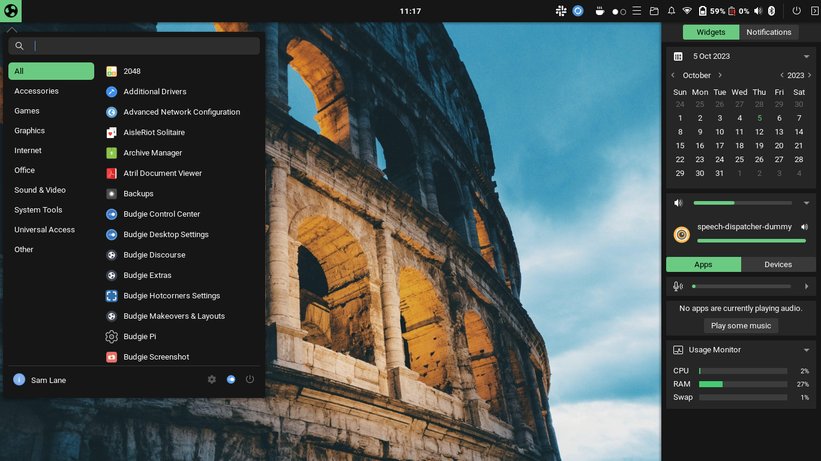 11:17
59%
0%
All
Accessories
Games
Graphics
Internet
Office
Sound & Video
System Tools
Universal Access
Other
2048
Additional Drivers
Advanced Network Configuration
AisleRiot Solitaire
Archive Manager
Atril Document Viewer
Backups
Budgie Control Center
Budgie Desktop Settings
Budgie Discourse
Budgie Extras
Budgie Hotcorners Settings
Budgie Makeovers & Layouts
Budgie Pi
Budgie Screenshot
Sam Lane
Widgets Notifications
5 Oct 2023
October 2023
Sun Mon Tue Wed Thu Fri Sat
24 25 26 27 28 29 30
1 2 3 4 5 6 7
8 9 10 11 12 13 14
15 16 17 18 19 20 21
22 23 24 25 26 27 28
29 30 31 1 2 3 4
speech-dispatcher-dummy
Apps Devices
No apps are currently playing audio.
Play some music
Usage Monitor
CPU 2%
RAM 27%
Swap 1%